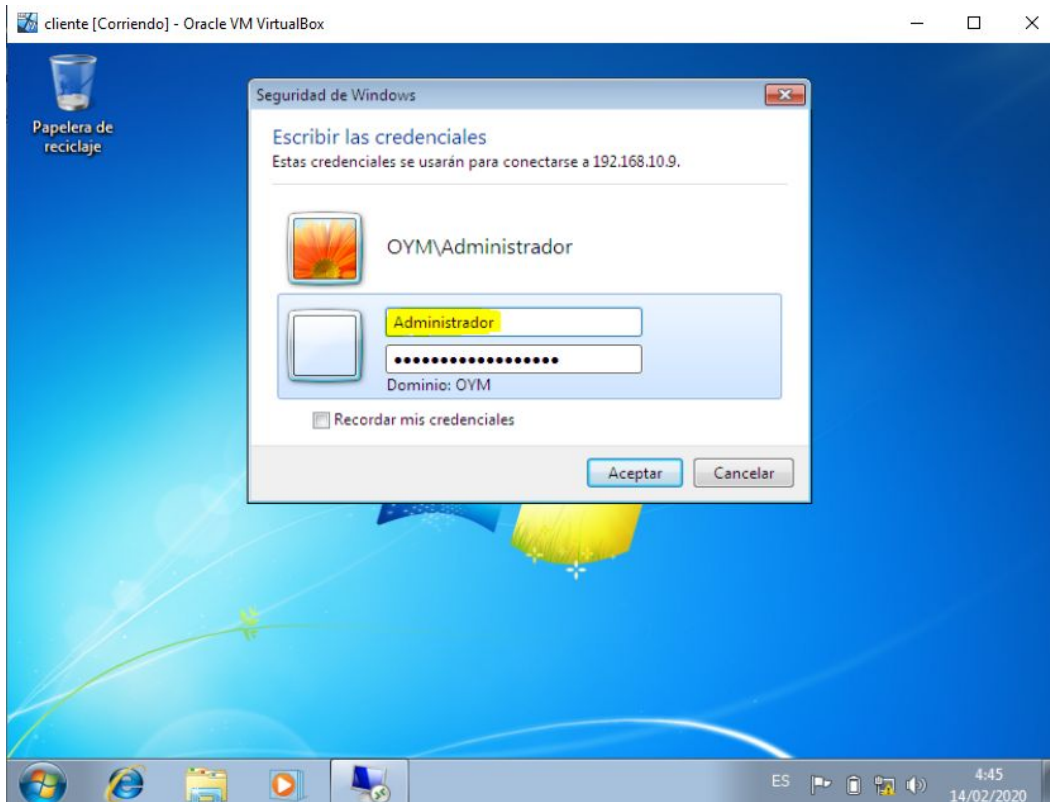 cliente [Corriendo] - Oracle VM VirtualBox
Papelera de
reciclaje
Seguridad de Windows
Escribir las credenciales
Estas credenciales se usarán para conectarse a 192.168.10.9.
OYM\Administrador
Administrador
••••••••••••••••••
Dominio: OYM
Recordar mis credenciales
Aceptar
Cancelar
ES
4:45
14/02/2020